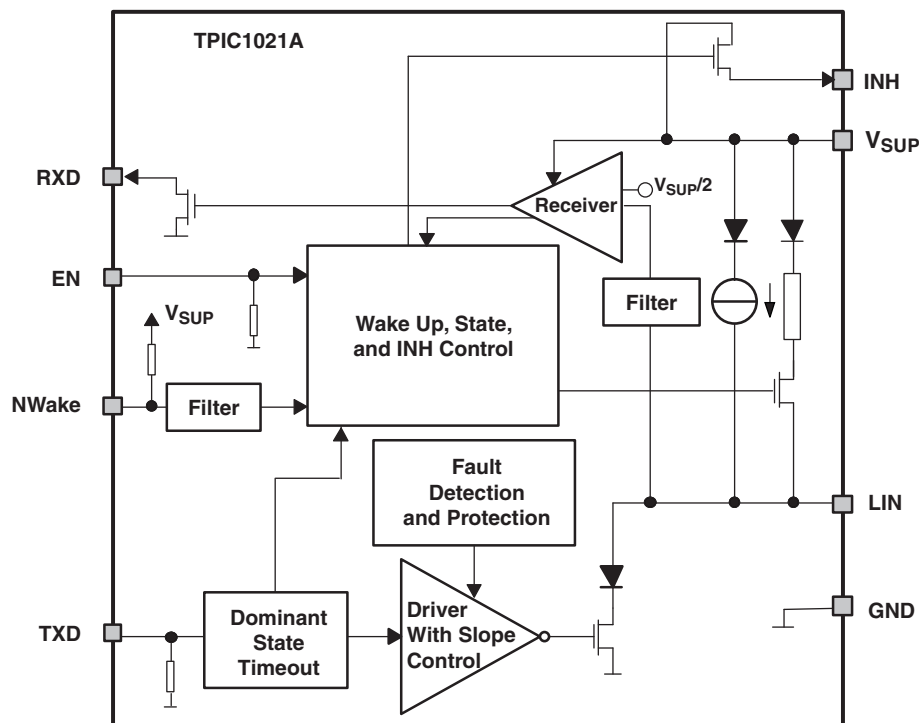 TPIC1021A
INH
V_SUP
RXD
V_SUP/2
Receiver
EN
V_SUP
Wake Up, State,
and INH Control
Filter
NWake
Filter
Fault
Detection
and Protection
LIN
GND
TXD
Dominant
State
Timeout
Driver
With Slope
Control